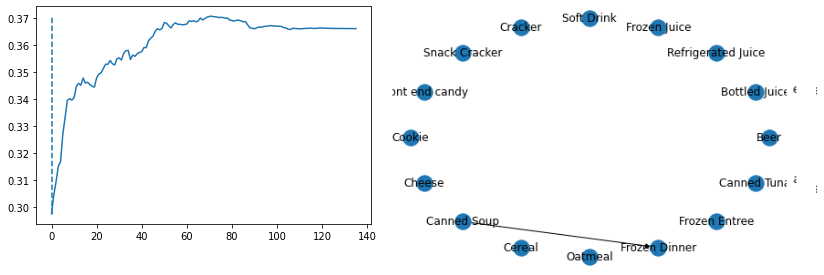 0.37
0.36
0.35
0.34
0.33
0.32
0.31
0.30
0 20 40 60 80 100 120 140
Soft Drink
Cracker
Frozen Juice
Snack Cracker
Refrigerated Juice
ont end candy
Bottled Juice
Cookie
Beer
Cheese
Canned Tuna
Canned Soup
Frozen Entree
Cereal
Frozen Dinner
Oatmeal